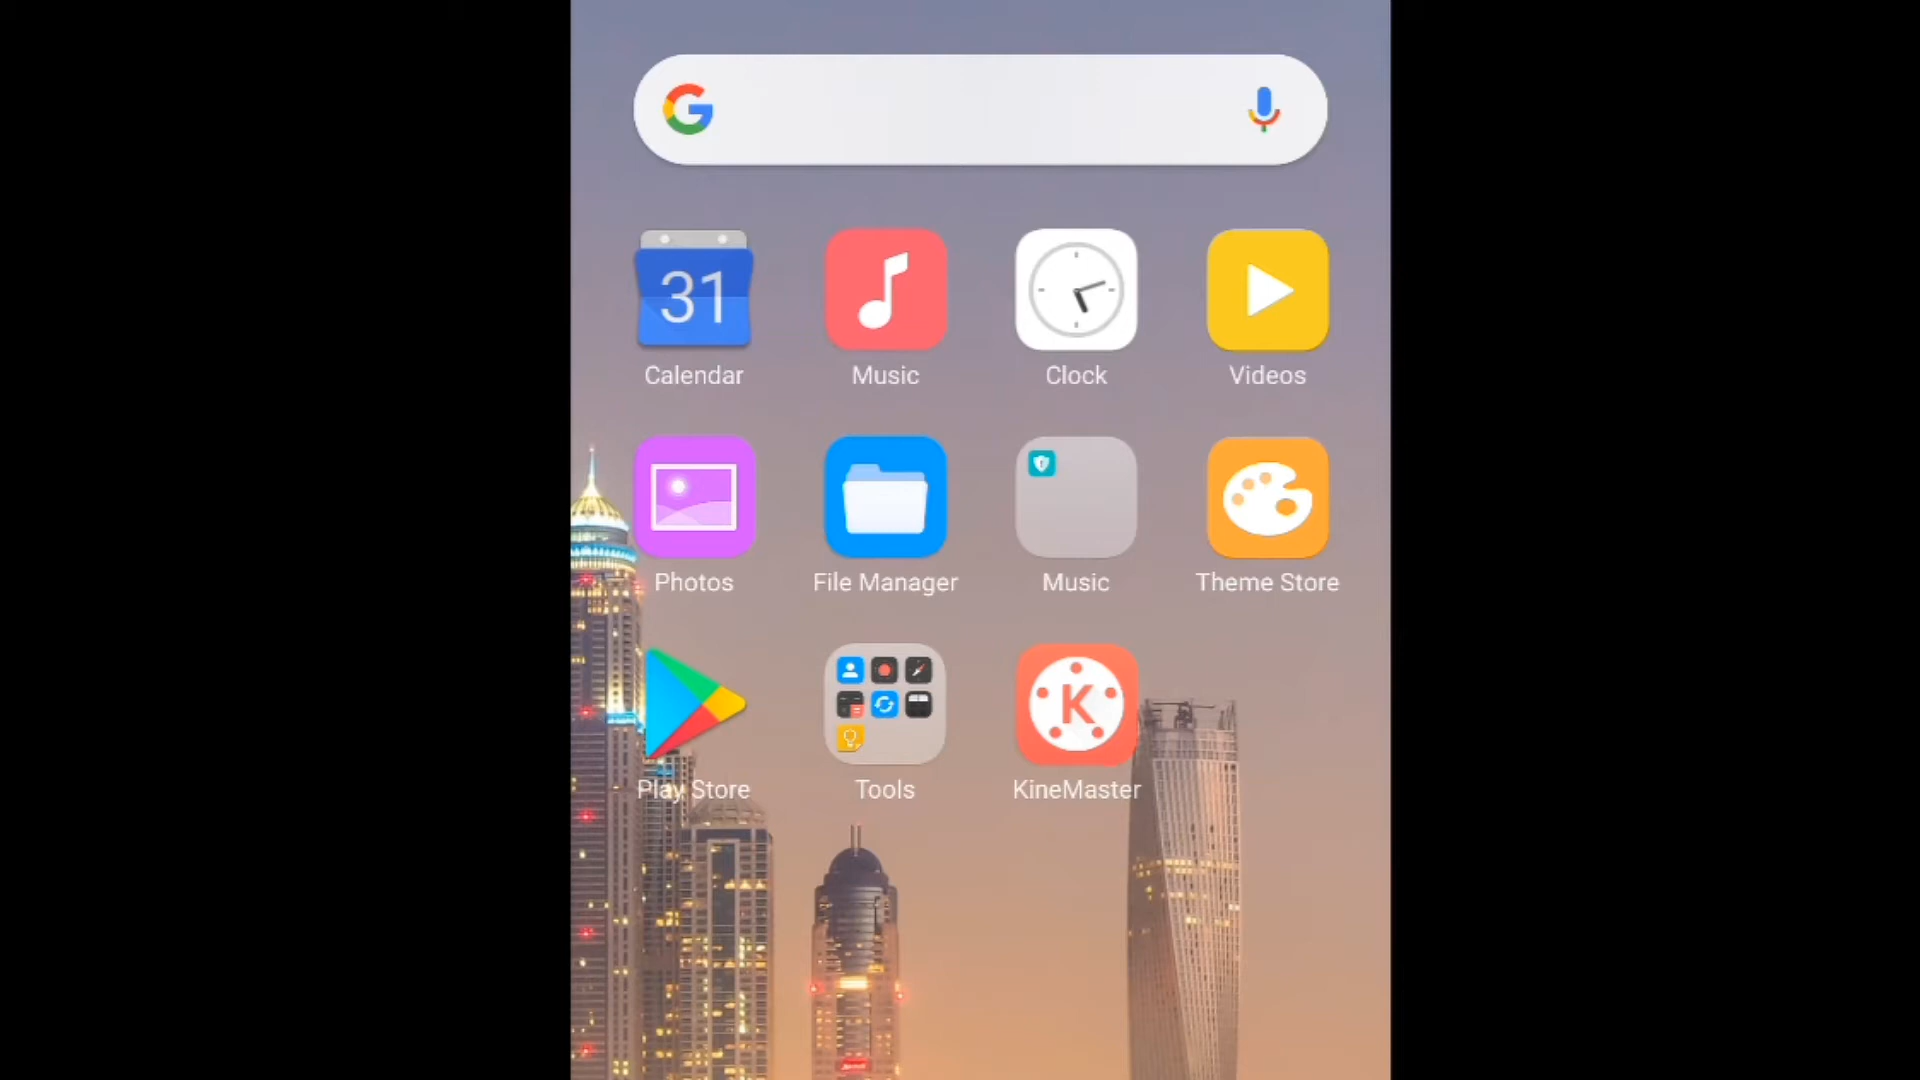 G
31
Calendar
Music
Clock
Videos
Photos
File Manager
Music
Theme Store
K
Play Store
Tools
KineMaster